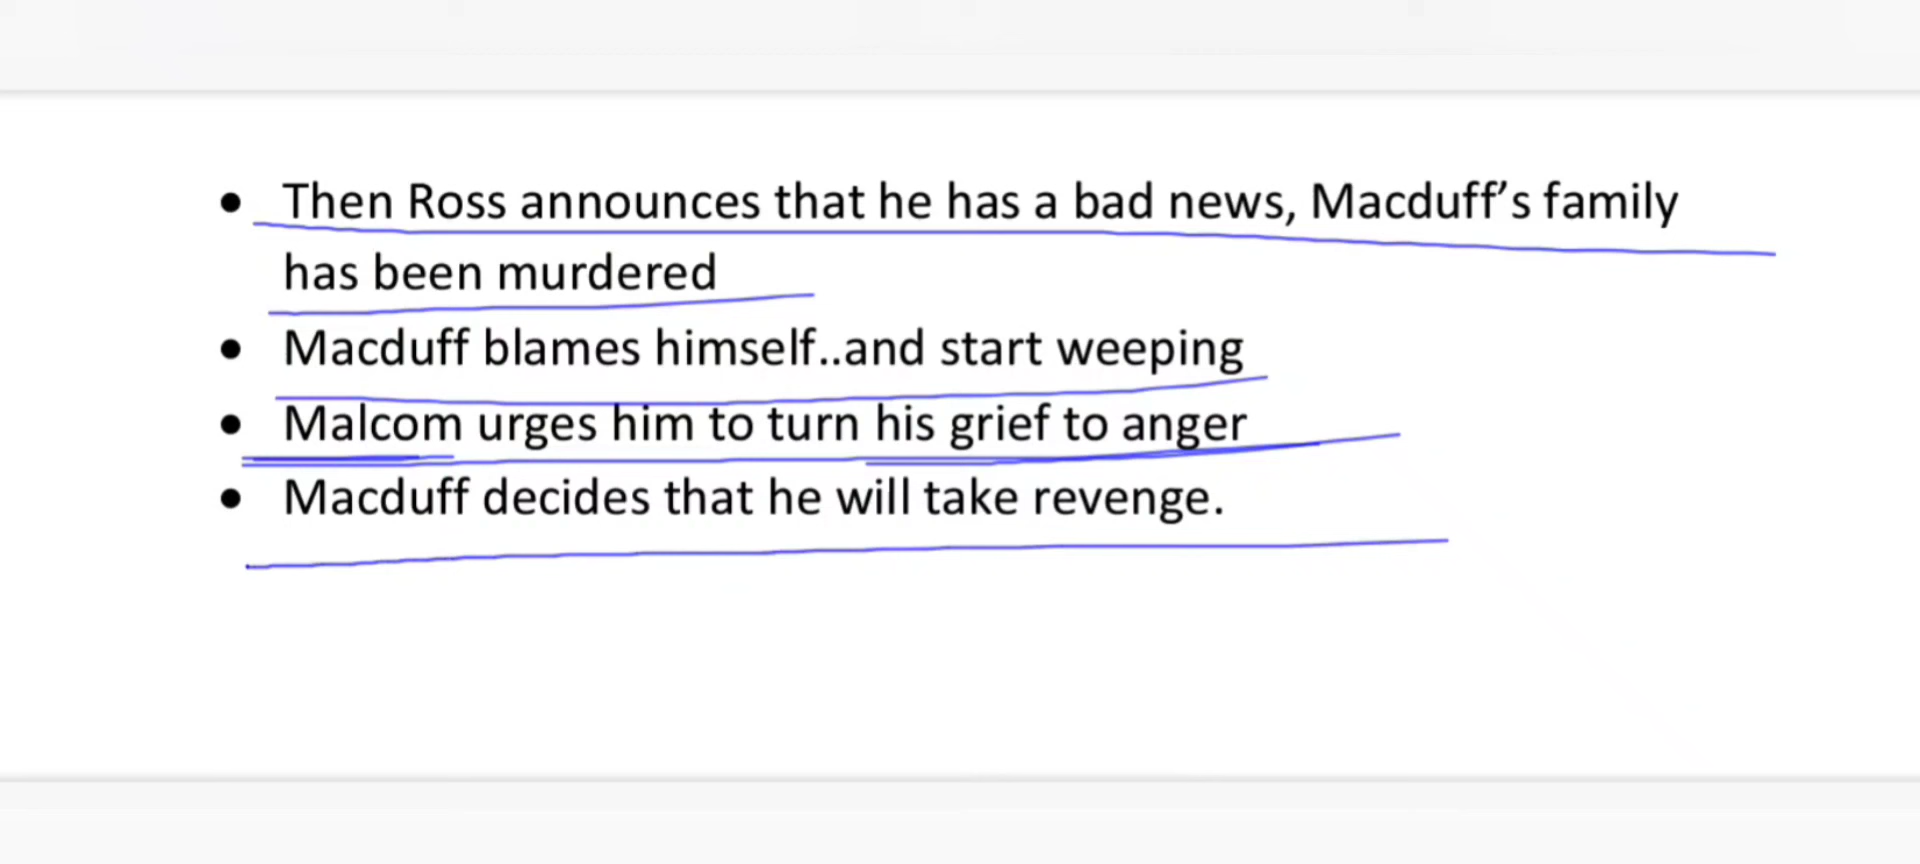 • Then Ross announces that he has a bad news, Macduff’s family
has been murdered
• Macduff blames himself..and start weeping
• Malcom urges him to turn his grief to anger
• Macduff decides that he will take revenge.